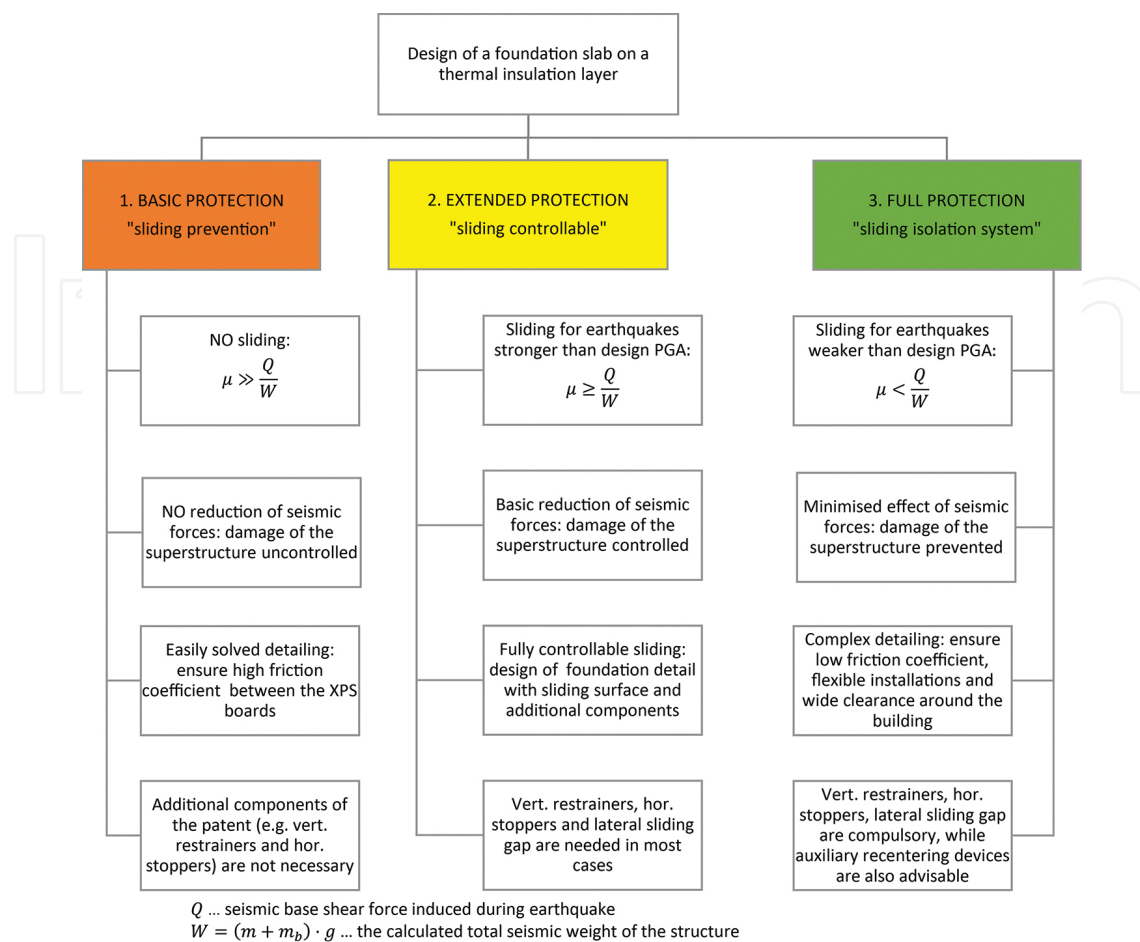 Design of a foundation slab on a
thermal insulation layer
1. BASIC PROTECTION
"sliding prevention"
NO sliding:
μ ≫ Q/W
NO reduction of seismic
forces: damage of the
superstructure uncontrolled
Easily solved detailing:
ensure high friction
coefficient between the XPS
boards
Additional components of
the patent (e.g. vert.
restrainers and hor.
stoppers) are not necessary
2. EXTENDED PROTECTION
"sliding controllable"
Sliding for earthquakes
stronger than design PGA:
μ ≥ Q/W
Basic reduction of seismic
forces: damage of the
superstructure controlled
Fully controllable sliding:
design of foundation detail
with sliding surface and
additional components
Vert. restrainers, hor.
stoppers and lateral sliding
gap are needed in most
cases
3. FULL PROTECTION
"sliding isolation system"
Sliding for earthquakes
weaker than design PGA:
μ < Q/W
Minimised effect of seismic
forces: damage of the
superstructure prevented
Complex detailing: ensure
low friction coefficient,
flexible installations and
wide clearance around the
building
Vert. restrainers, hor.
stoppers, lateral sliding gap
are compulsory, while
auxiliary recentering devices
are also advisable
Q ... seismic base shear force induced during earthquake
W = (m + m_b) · g ... the calculated total seismic weight of the structure